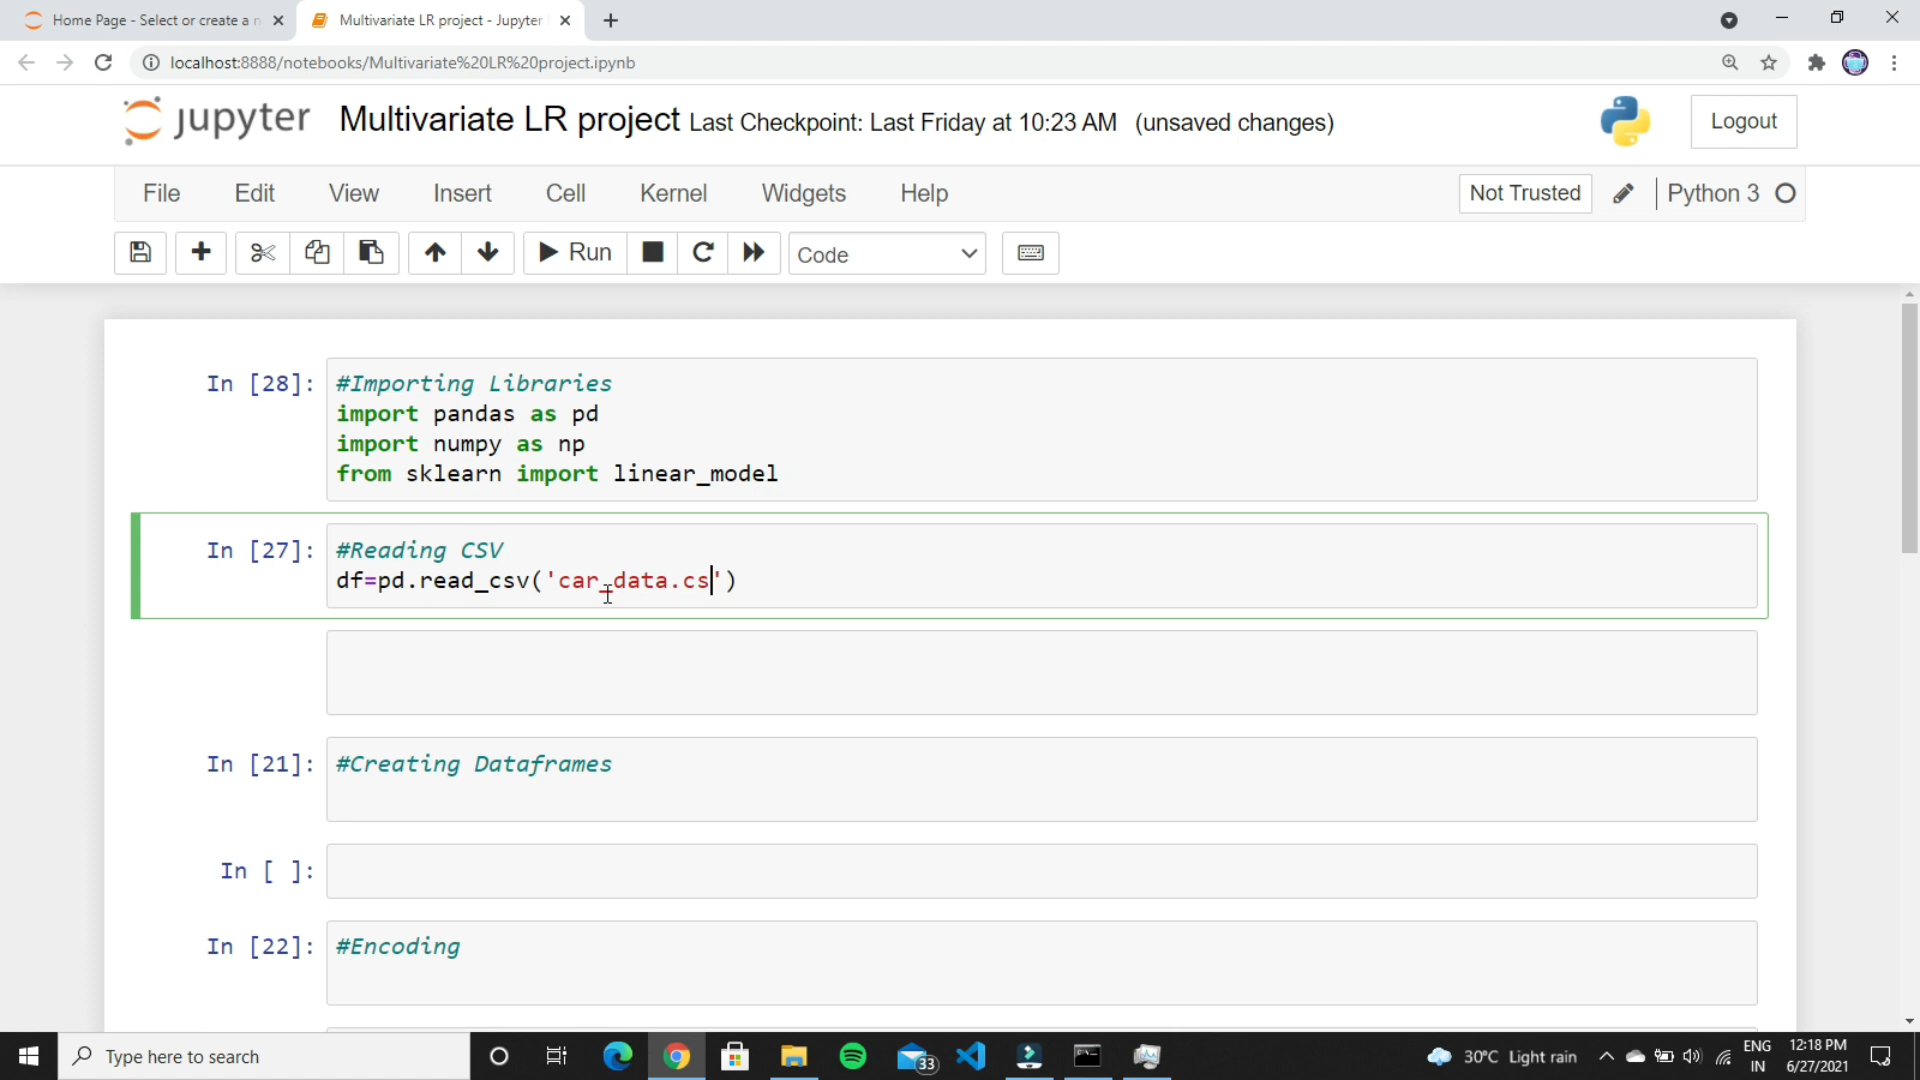 Home Page - Select or create a n
Multivariate LR project - Jupyter
localhost:8888/notebooks/Multivariate%20LR%20project.ipynb
jupyter Multivariate LR project Last Checkpoint: Last Friday at 10:23 AM (unsaved changes)
Logout
File Edit View Insert Cell Kernel Widgets Help
Not Trusted
Python 3
Run
Code
In [28]: #Importing Libraries
import pandas as pd
import numpy as np
from sklearn import linear_model
In [27]: #Reading CSV
df=pd.read_csv('car_data.cs')
In [21]: #Creating Dataframes
In [ ]:
In [22]: #Encoding
Type here to search
33
30°C Light rain
ENG
IN
12:18 PM
6/27/2021